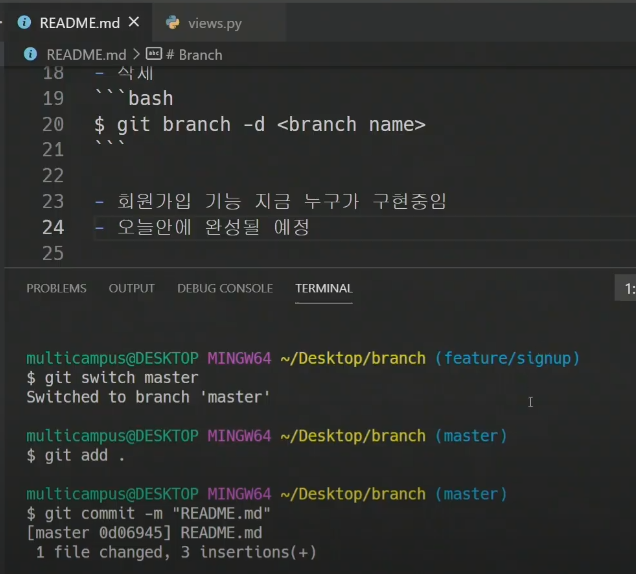 README.md
views.py
README.md > # Branch
18 - 삭제
19 ```bash
20 $ git branch -d <branch name>
21 ```
22
23 - 회원가입 기능 지금 누구가 구현중임
24 - 오늘안에 완성될 예정
25
PROBLEMS OUTPUT DEBUG CONSOLE TERMINAL 1:
multicampus@DESKTOP MINGW64 ~/Desktop/branch (feature/signup)
$ git switch master
Switched to branch 'master'
multicampus@DESKTOP MINGW64 ~/Desktop/branch (master)
$ git add .
multicampus@DESKTOP MINGW64 ~/Desktop/branch (master)
$ git commit -m "README.md"
[master 0d06945] README.md
1 file changed, 3 insertions(+)